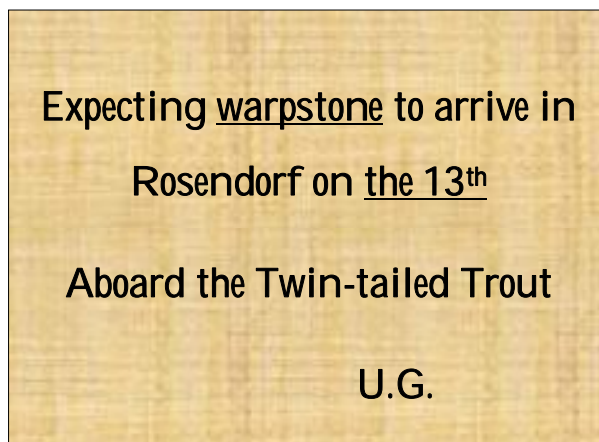 Expecting warpstone to arrive in
Rosendorf on the 13th
Aboard the Twin-tailed Trout
U.G.